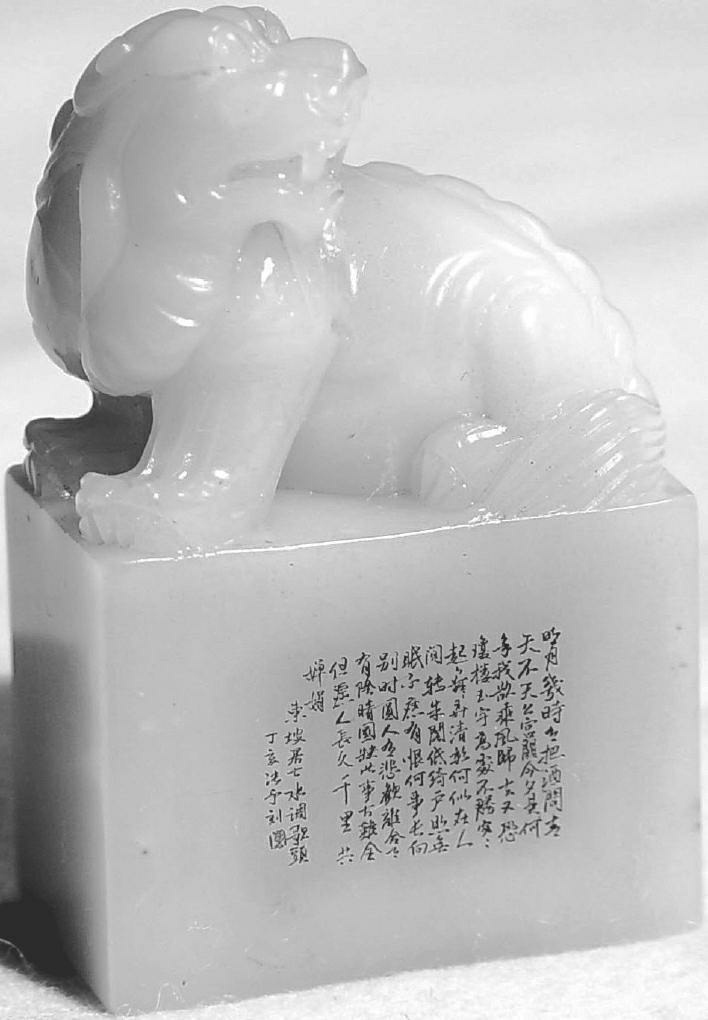 明月幾時有把酒問青
天不天上宮闕今夕是何
年我欲乘風歸去又恐
瓊樓玉宇高處不勝寒
起舞弄清影何似在人
間轉朱閣低綺戶照無
眠不應有恨何事長向
別時圓人有悲歡離合月
有陰晴圓缺此事古難全
但願人長久千里共
嬋娟
東坡居士水調歌頭
丁亥